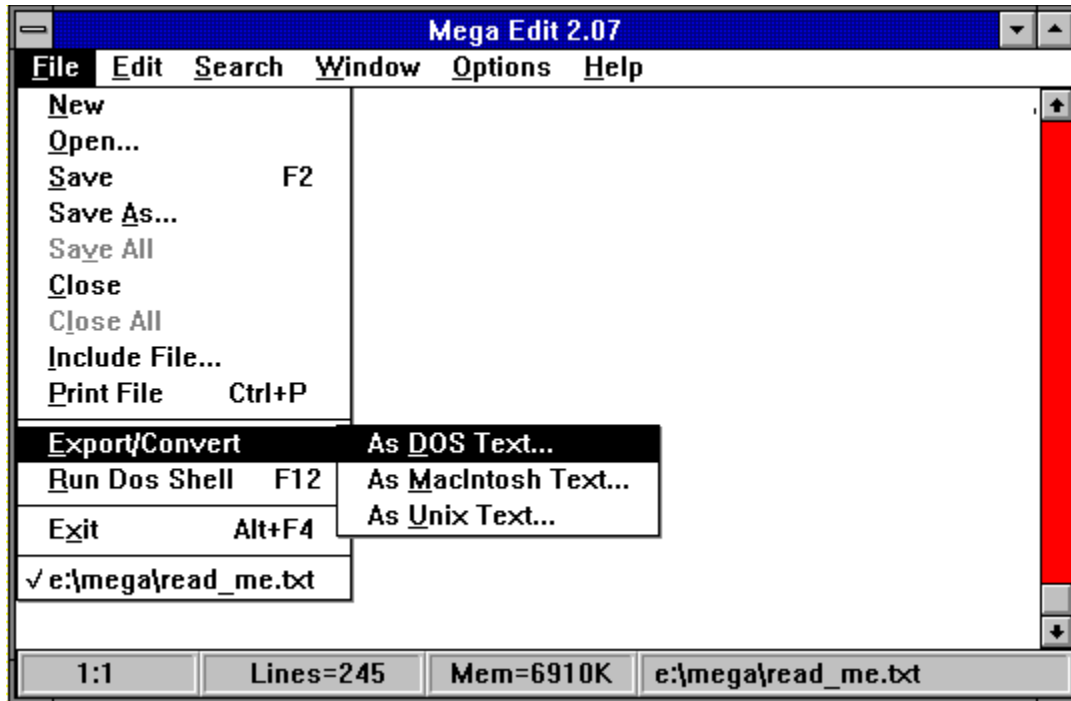 Mega Edit 2.07
File Edit Search Window Options Help
New
Open...
Save F2
Save As...
Save All
Close
Close All
Include File...
Print File Ctrl+P
Export/Convert As DOS Text...
Run Dos Shell F12 As MacIntosh Text...
As Unix Text...
Exit Alt+F4
√ e:\mega\read_me.txt
1:1 Lines=245 Mem=6910K e:\mega\read_me.txt